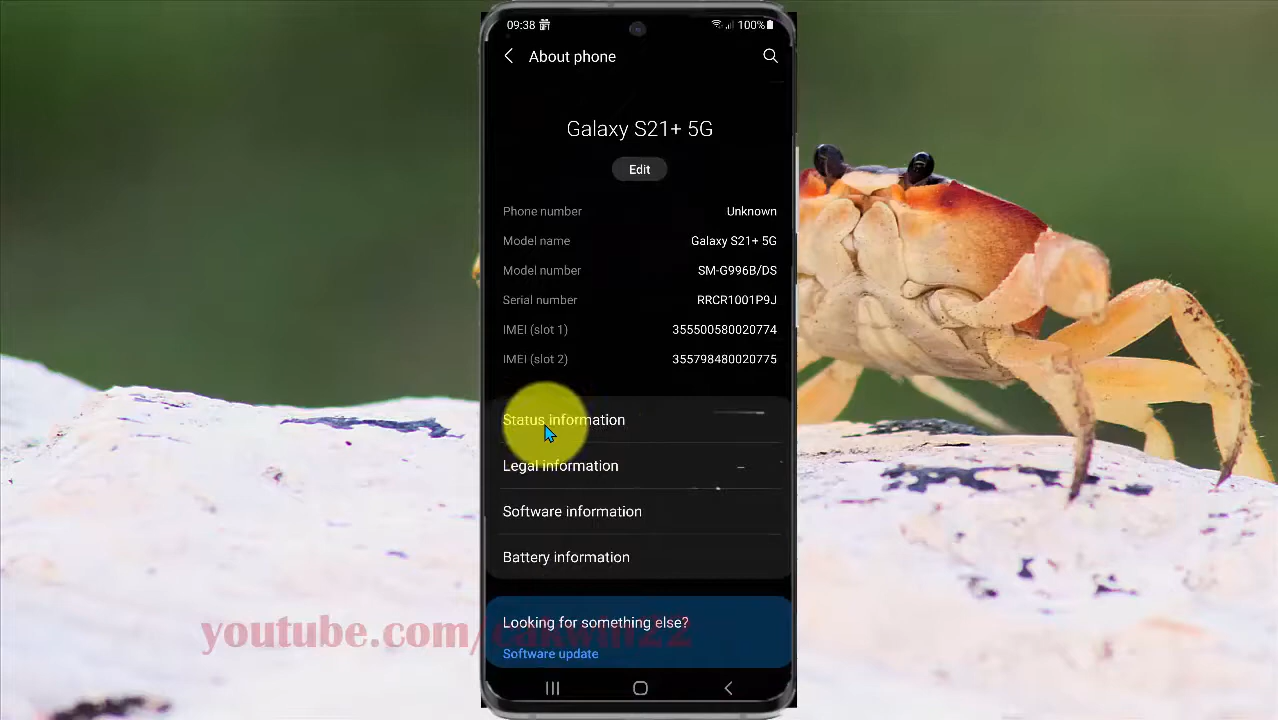 09:38 100%
About phone
Galaxy S21+ 5G
Edit
Phone number Unknown
Model name Galaxy S21+ 5G
Model number SM-G996B/DS
Serial number RRCR1001P9J
IMEI (slot 1) 355500580020774
IMEI (slot 2) 355798480020775
Status information
Legal information
Software information
Battery information
Looking for something else?
youtube.com/cakwin22
Software update